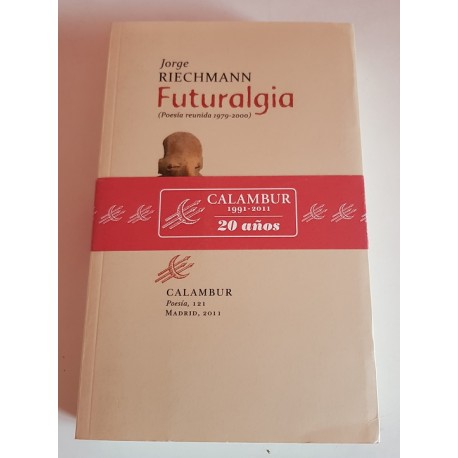 Jorge
RIECHMANN
Futuralgia
(Poesía reunida 1979-2000)
CALAMBUR
1991-2011
20 años
CALAMBUR
Poesía, 121
MADRID, 2011